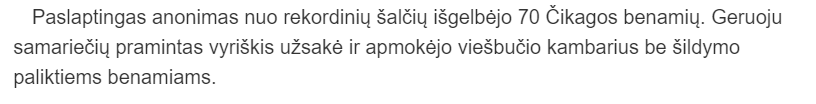 Paslaptingas anonimas nuo rekordinių šalčių išgelbėjo 70 Čikagos benamių. Geruoju
samariečių pramintas vyriškis užsakė ir apmokėjo viešbučio kambarius be šildymo
paliktiems benamiams.